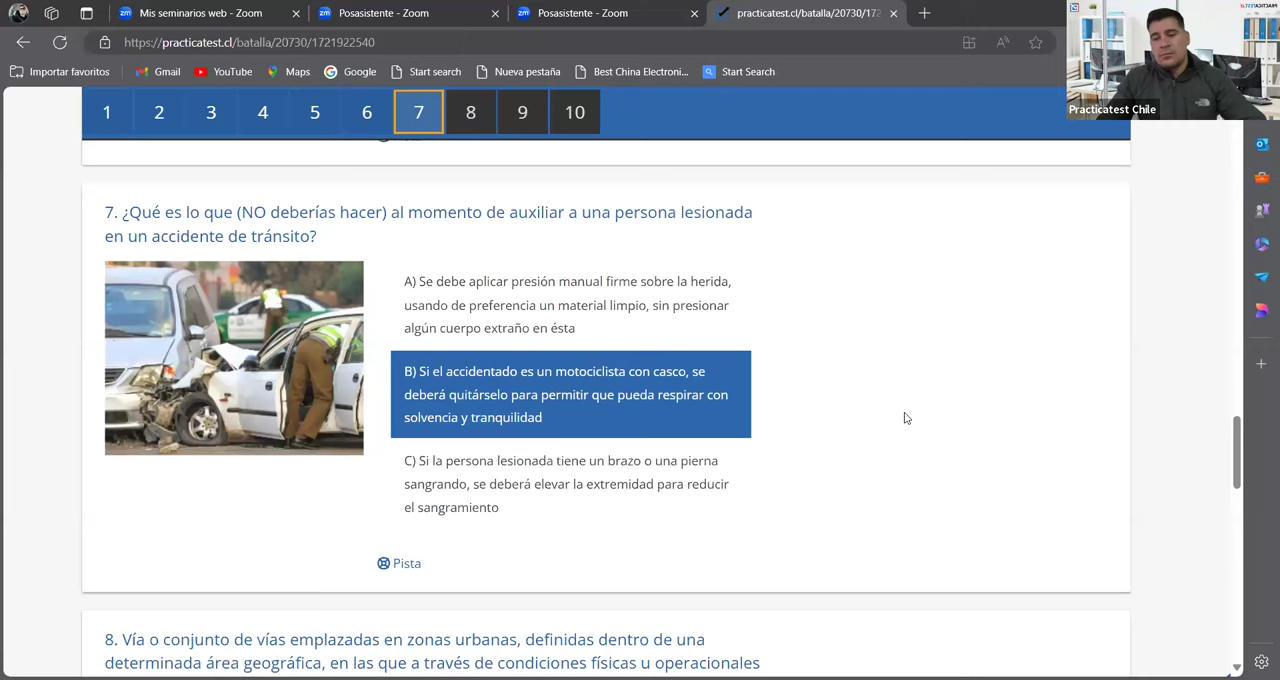 Mis seminarios web - Zoom
Posasistente - Zoom
Posasistente - Zoom
practicatest.cl/batalla/20730/172
https://practicatest.cl/batalla/20730/1721922540
Importar favoritos
Gmail
YouTube
Maps
Google
Start search
Nueva pestaña
Best China Electroni...
Start Search
Practicatest Chile
1 2 3 4 5 6 7 8 9 10
7. ¿Qué es lo que (NO deberías hacer) al momento de auxiliar a una persona lesionada
en un accidente de tránsito?
A) Se debe aplicar presión manual firme sobre la herida,
usando de preferencia un material limpio, sin presionar
algún cuerpo extraño en ésta
B) Si el accidentado es un motociclista con casco, se
deberá quitárselo para permitir que pueda respirar con
solvencia y tranquilidad
C) Si la persona lesionada tiene un brazo o una pierna
sangrando, se deberá elevar la extremidad para reducir
el sangramiento
Pista
8. Vía o conjunto de vías emplazadas en zonas urbanas, definidas dentro de una
determinada área geográfica, en las que a través de condiciones físicas u operacionales